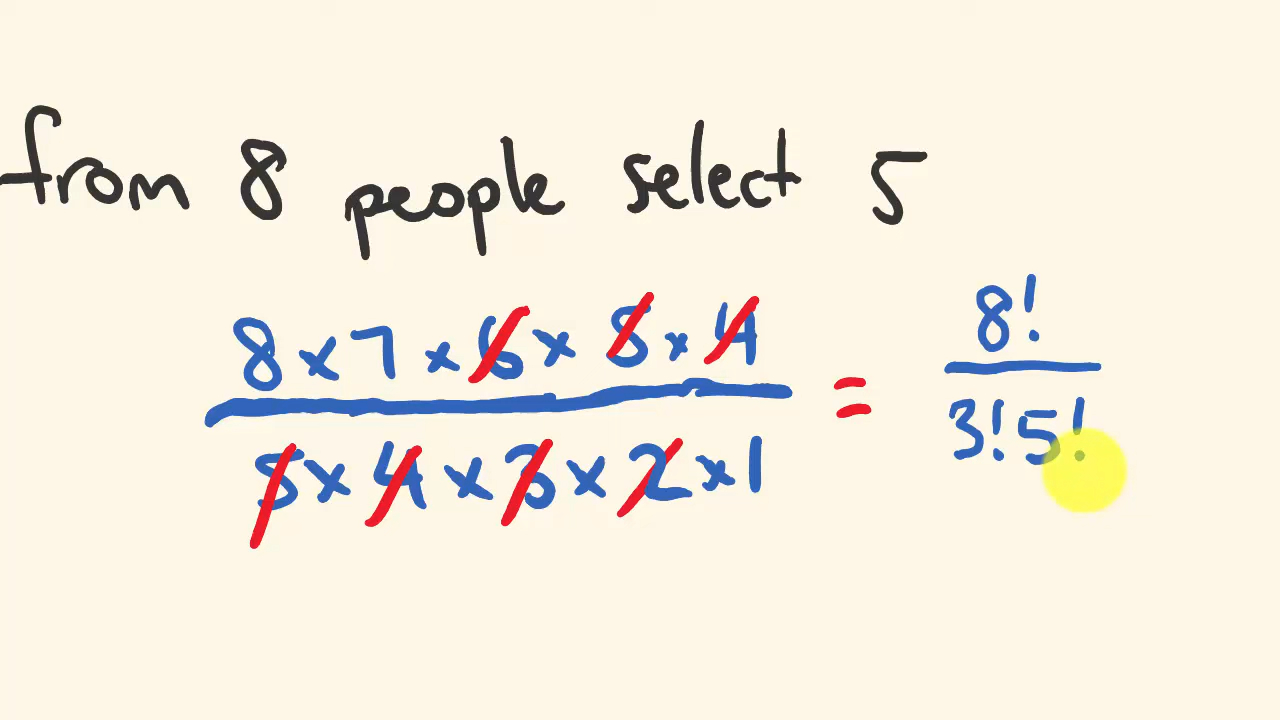 from 8 people select 5
8 x 7 x 6 x 5 x 4 = 8!
5 x 4 x 3 x 2 x 1 3!5!